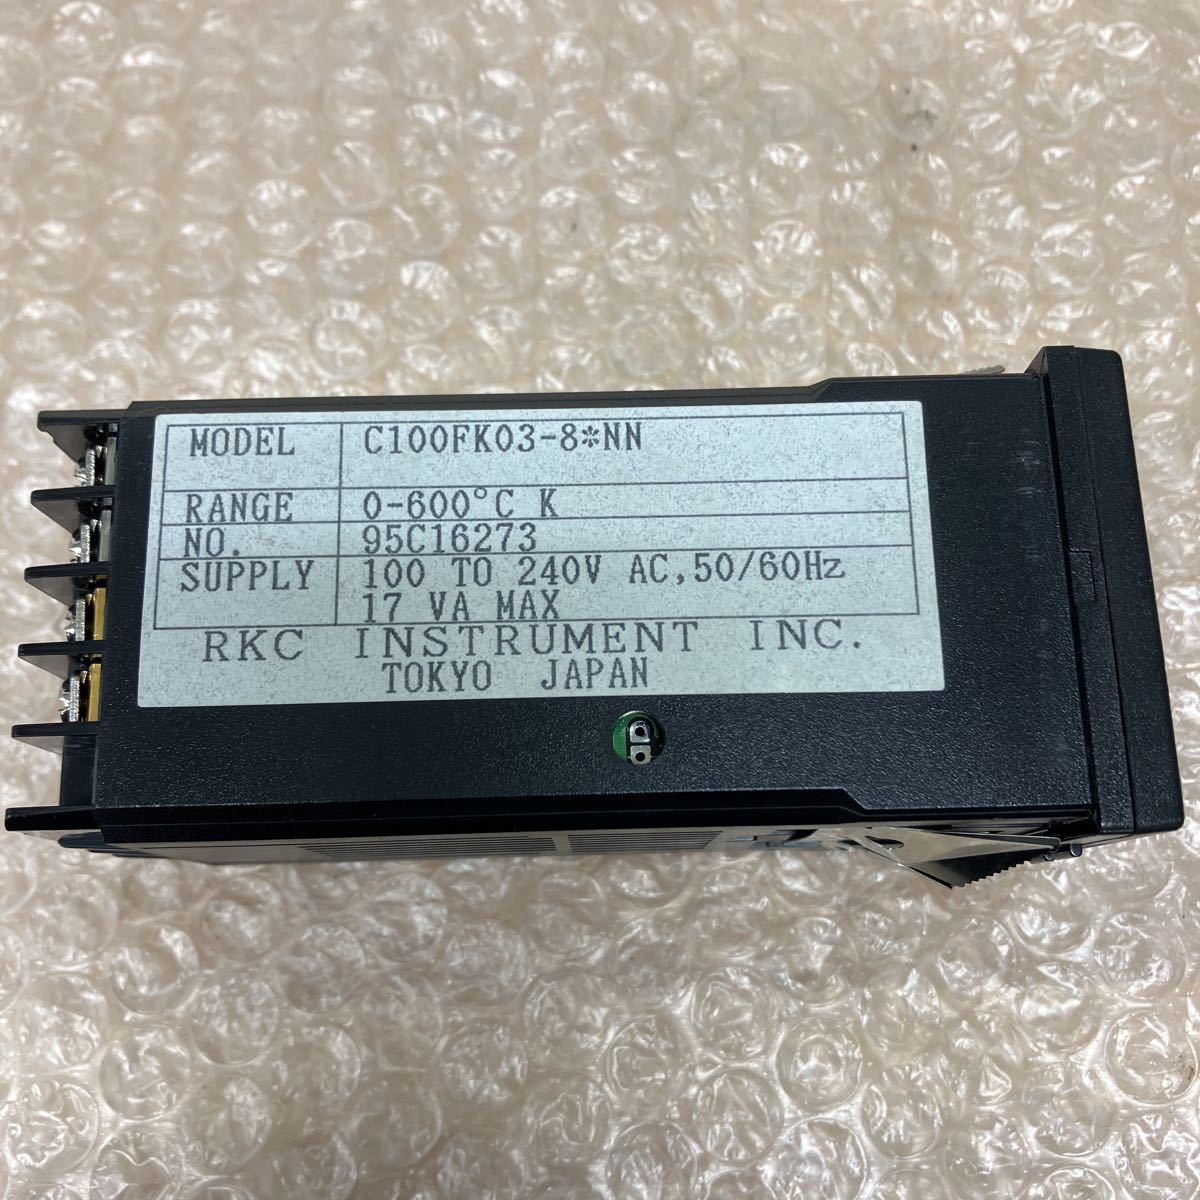 MODEL C100FK03-8*NN
RANGE 0-600°C K
NO. 95C16273
SUPPLY 100 TO 240V AC,50/60Hz
17 VA MAX
RKC INSTRUMENT INC.
TOKYO JAPAN